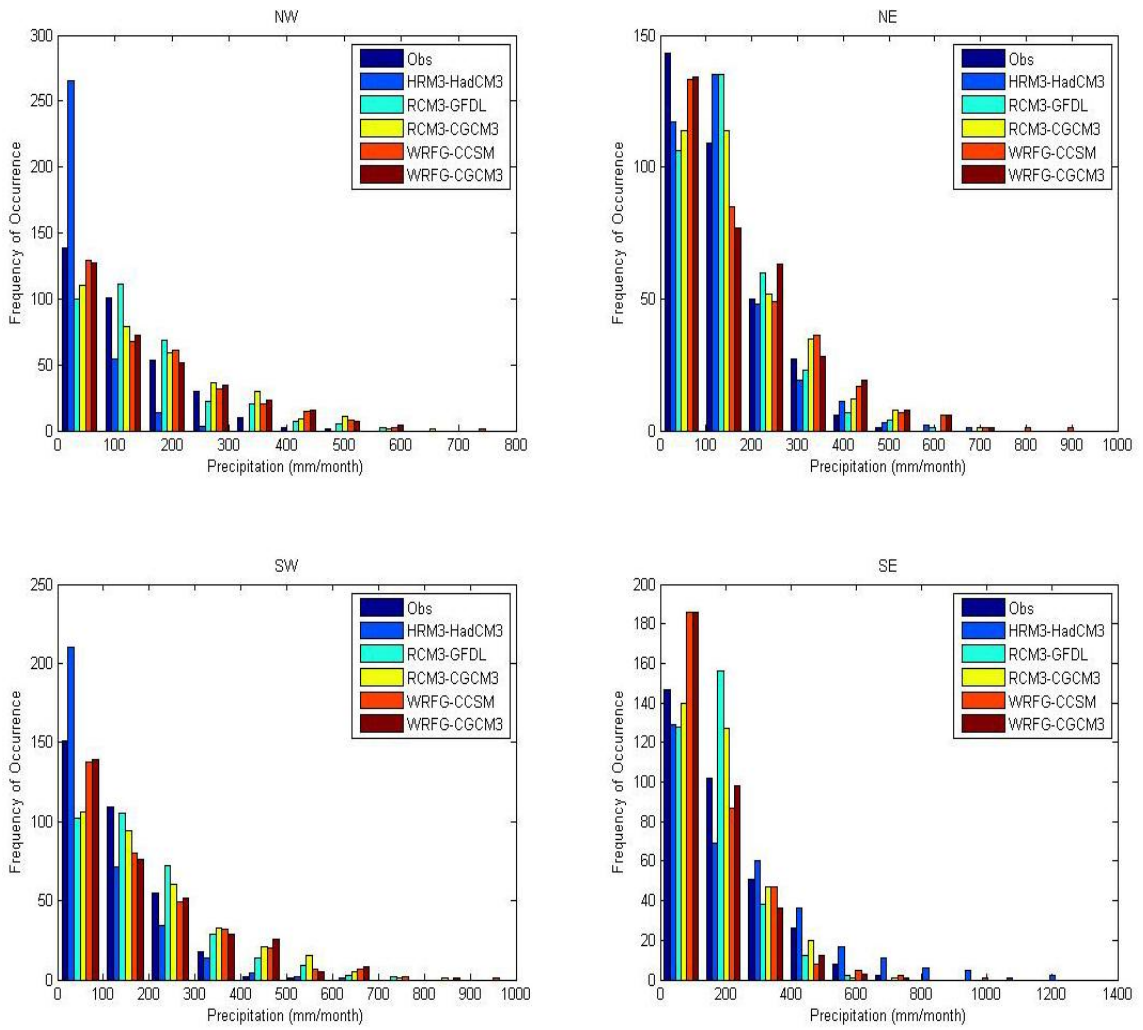 NW
300
250
200
150
100
50
0
Frequency of Occurrence
Obs
HRM3-HadCM3
RCM3-GFDL
RCM3-CGCM3
WRFG-CCSM
WRFG-CGCM3
0 100 200 300 400 500 600 700 800
Precipitation (mm/month)
NE
150
100
50
0
Frequency of Occurrence
Obs
HRM3-HadCM3
RCM3-GFDL
RCM3-CGCM3
WRFG-CCSM
WRFG-CGCM3
0 100 200 300 400 500 600 700 800 900 1000
Precipitation (mm/month)
SW
250
200
150
100
50
0
Frequency of Occurrence
Obs
HRM3-HadCM3
RCM3-GFDL
RCM3-CGCM3
WRFG-CCSM
WRFG-CGCM3
0 100 200 300 400 500 600 700 800 900 1000
Precipitation (mm/month)
SE
200
180
160
140
120
100
80
60
40
20
0
Frequency of Occurrence
Obs
HRM3-HadCM3
RCM3-GFDL
RCM3-CGCM3
WRFG-CCSM
WRFG-CGCM3
0 200 400 600 800 1000 1200 1400
Precipitation (mm/month)